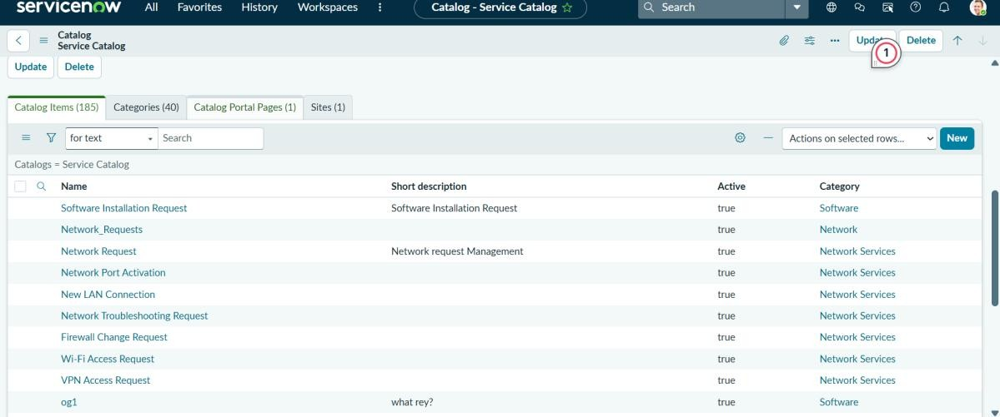 servicenow All Favorites History Workspaces Catalog - Service Catalog Search
Catalog
Service Catalog
Update Delete
1
Update Delete
Catalog Items (185) Categories (40) Catalog Portal Pages (1) Sites (1)
for text Search Actions on selected rows... New
Catalogs = Service Catalog
Name Short description Active Category
Software Installation Request Software Installation Request true Software
Network_Requests true Network
Network Request Network request Management true Network Services
Network Port Activation true Network Services
New LAN Connection true Network Services
Network Troubleshooting Request true Network Services
Firewall Change Request true Network Services
Wi-Fi Access Request true Network Services
VPN Access Request true Network Services
og1 what rey? true Software